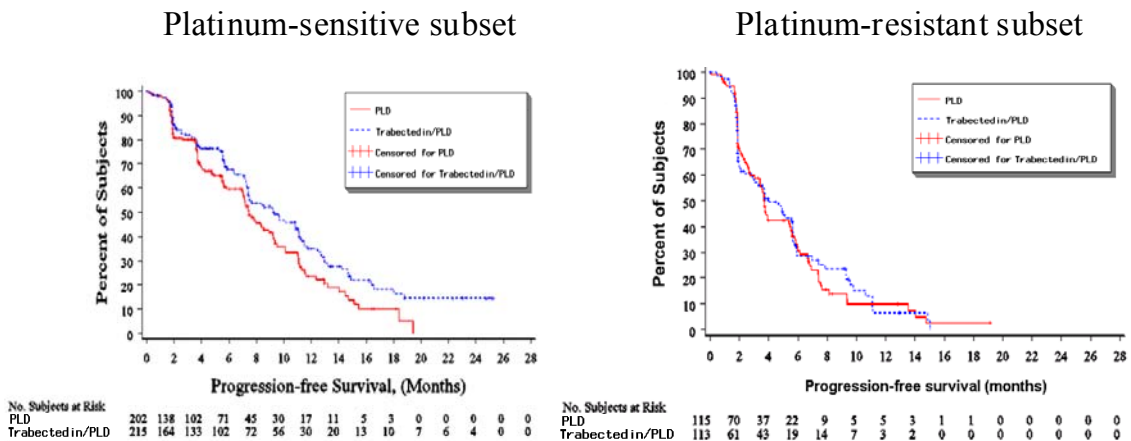 Platinum-sensitive subset
100
90
80
70
60
50
40
30
20
10
0
Percent of Subjects
PLD
Trabectedin/PLD
Censored for PLD
Censored for Trabectedin/PLD
0 2 4 6 8 10 12 14 16 18 20 22 24 26 28
Progression-free Survival, (Months)
No. Subjects at Risk
PLD 202 138 102 71 45 30 17 11 5 3 0 0 0 0 0
Trabectedin/PLD 215 164 133 102 72 56 30 20 13 10 7 6 4 0 0
Platinum-resistant subset
100
90
80
70
60
50
40
30
20
10
0
Percent of Subjects
PLD
Trabectedin/PLD
Censored for PLD
Censored for Trabectedin/PLD
0 2 4 6 8 10 12 14 16 18 20 22 24 26 28
Progression-free survival (months)
No. Subjects at Risk
PLD 115 70 37 22 9 5 5 3 1 1 0 0 0 0 0
Trabectedin/PLD 113 61 43 19 14 7 3 2 0 0 0 0 0 0 0